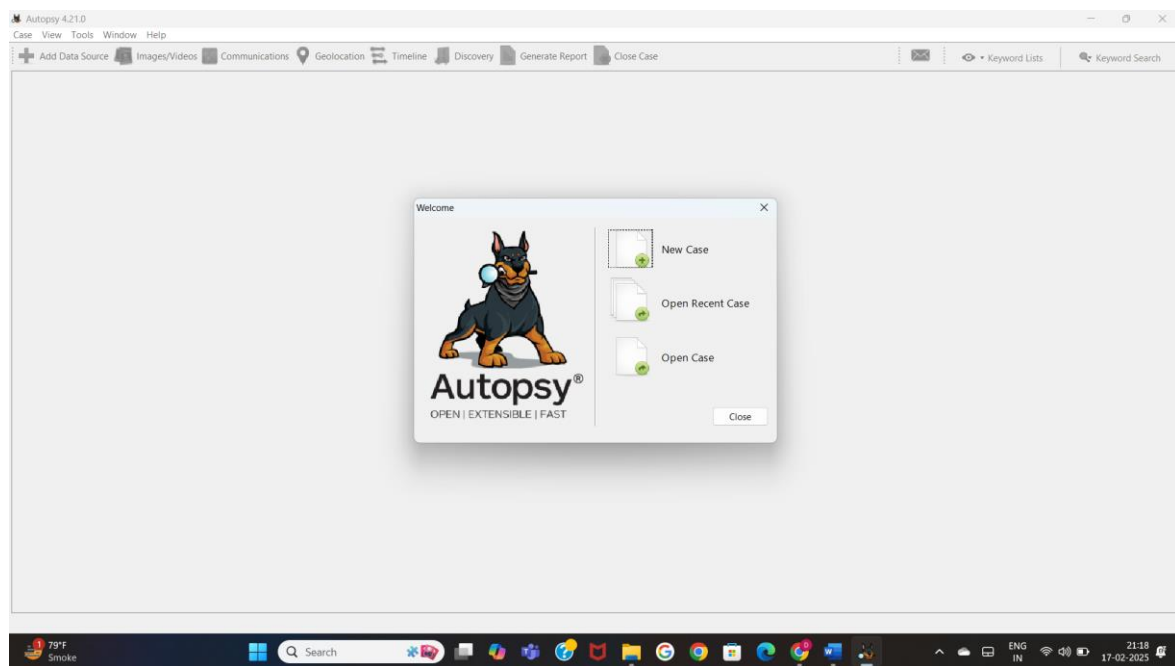 Autopsy 4.21.0
Case View Tools Window Help
Add Data Source Images/Videos Communications Geolocation Timeline Discovery Generate Report Close Case Keyword Lists Keyword Search
Welcome
New Case
Open Recent Case
Open Case
Autopsy®
OPEN | EXTENSIBLE | FAST
Close
1
79°F
Smoke
Search
ENG
IN
21:18
17-02-2025